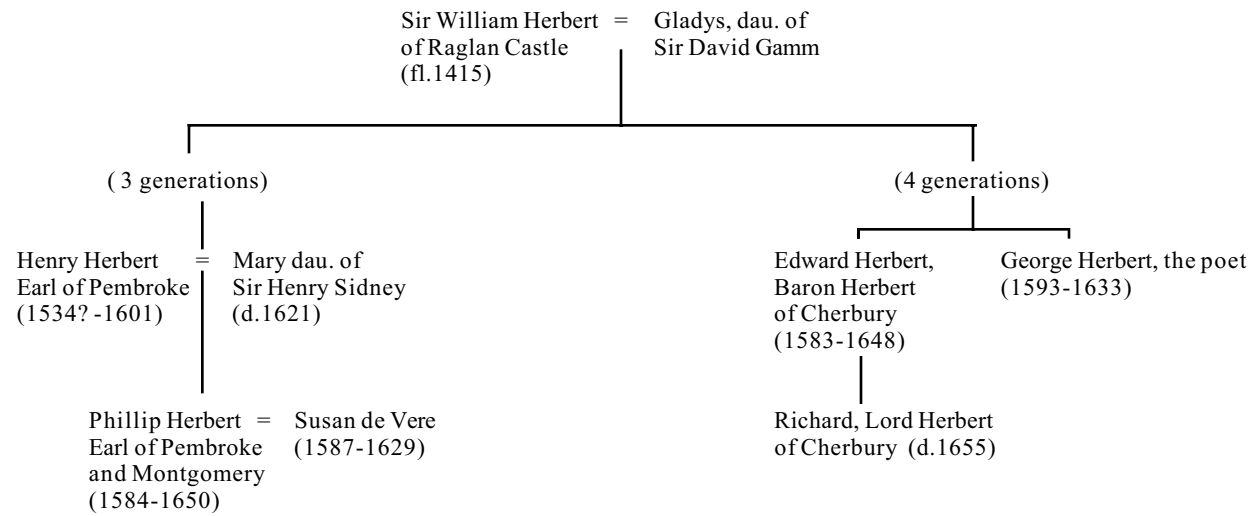 Sir William Herbert = Gladys, dau. of
of Raglan Castle Sir David Gamm
(fl.1415)
( 3 generations) (4 generations)
Henry Herbert = Mary dau. of
Earl of Pembroke Sir Henry Sidney
(1534? -1601) (d.1621)
Edward Herbert, George Herbert, the poet
Baron Herbert (1593-1633)
of Cherbury
(1583-1648)
Phillip Herbert = Susan de Vere
Earl of Pembroke (1587-1629)
and Montgomery
(1584-1650)
Richard, Lord Herbert
of Cherbury (d.1655)